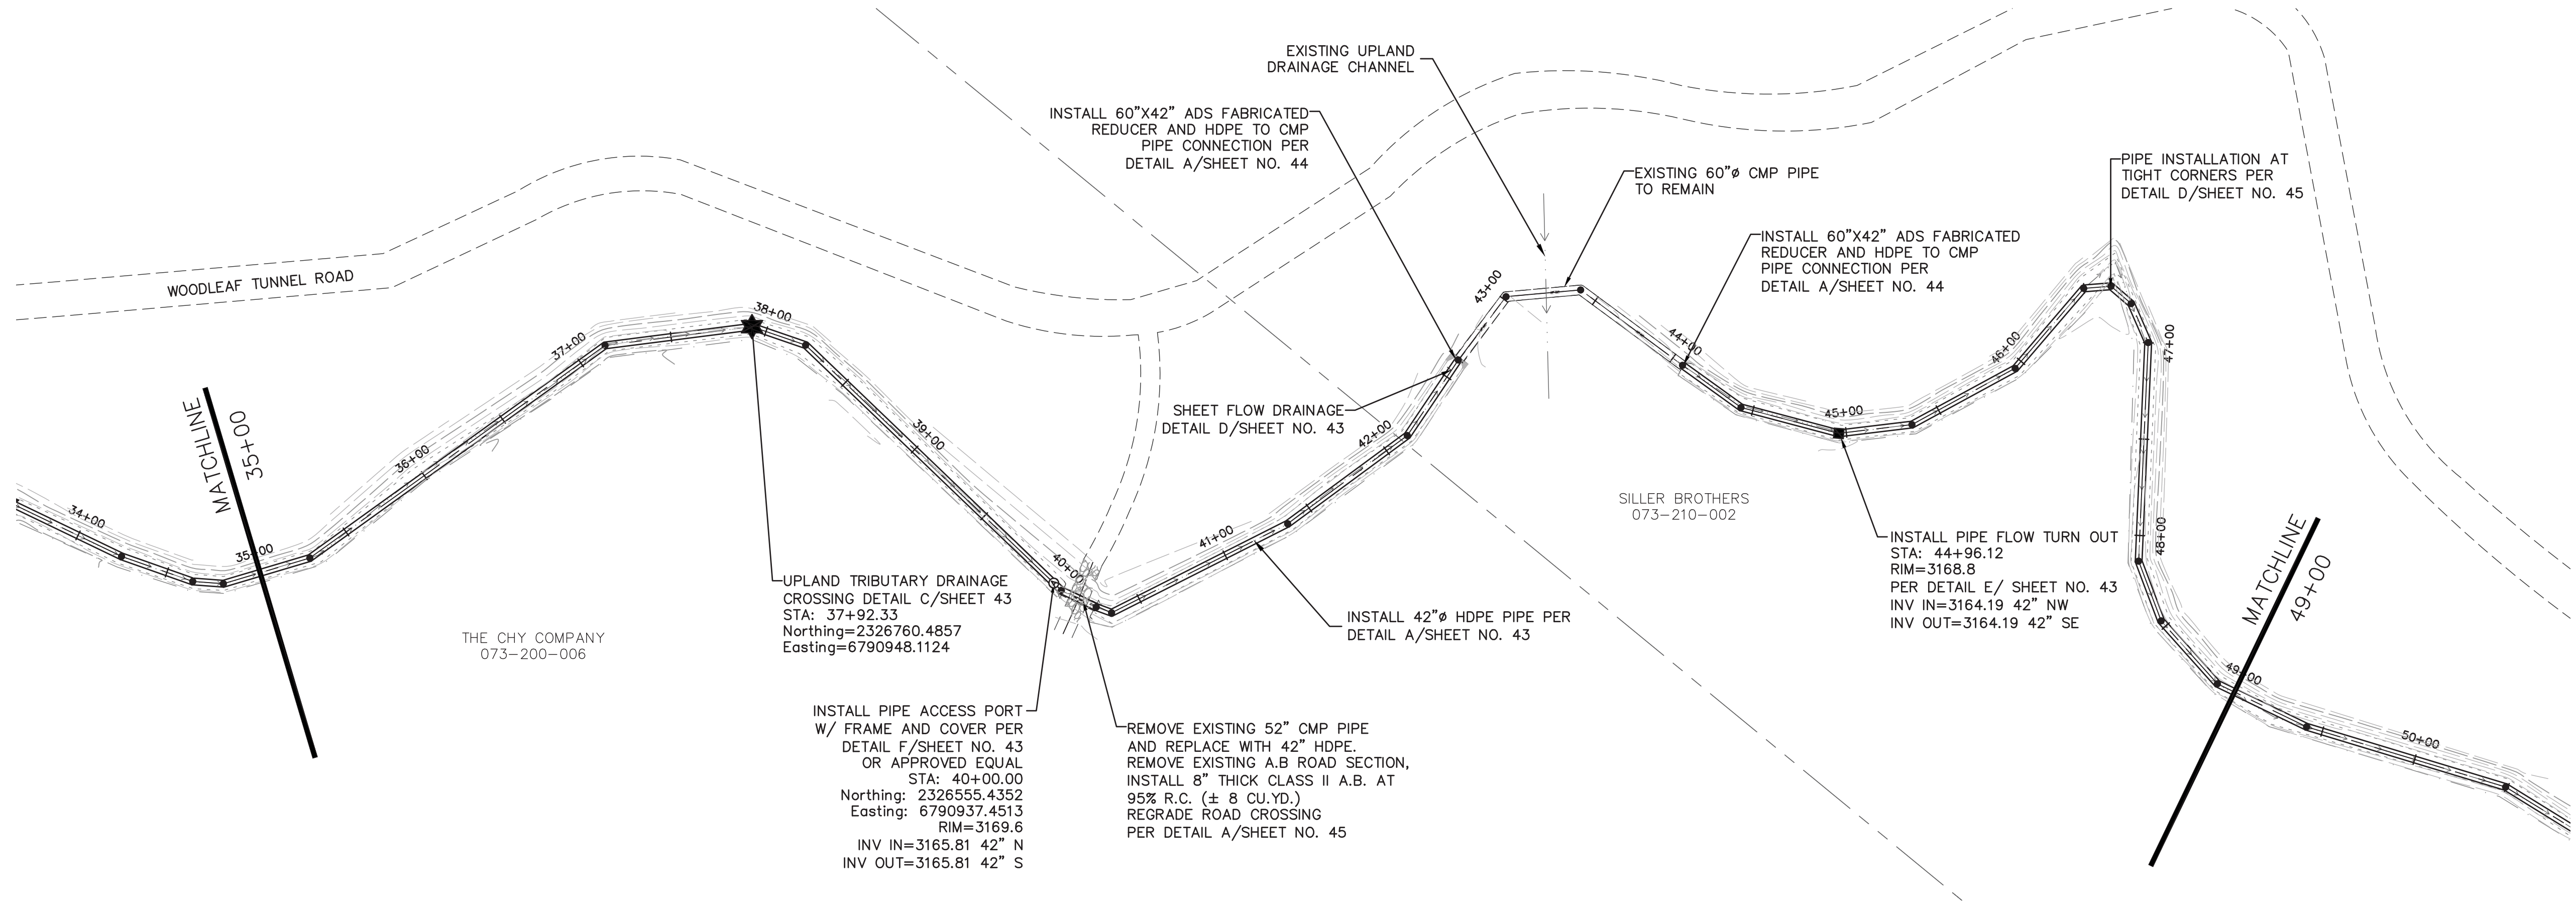 EXISTING UPLAND
DRAINAGE CHANNEL
INSTALL 60"X42" ADS FABRICATED
REDUCER AND HDPE TO CMP
PIPE CONNECTION PER
DETAIL A/SHEET NO. 44
EXISTING 60"ø CMP PIPE
TO REMAIN
PIPE INSTALLATION AT
TIGHT CORNERS PER
DETAIL D/SHEET NO. 45
INSTALL 60"X42" ADS FABRICATED
REDUCER AND HDPE TO CMP
PIPE CONNECTION PER
DETAIL A/SHEET NO. 44
WOODLEAF TUNNEL ROAD
MATCHLINE
35+00
34+00
35+00
36+00
37+00
38+00
39+00
40+00
41+00
42+00
43+00
44+00
45+00
46+00
47+00
48+00
49+00
50+00
SHEET FLOW DRAINAGE
DETAIL D/SHEET NO. 43
SILLER BROTHERS
073-210-002
INSTALL PIPE FLOW TURN OUT
STA: 44+96.12
RIM=3168.8
PER DETAIL E/ SHEET NO. 43
INV IN=3164.19 42" NW
INV OUT=3164.19 42" SE
MATCHLINE
49+00
UPLAND TRIBUTARY DRAINAGE
CROSSING DETAIL C/SHEET 43
STA: 37+92.33
Northing=2326760.4857
Easting=6790948.1124
THE CHY COMPANY
073-200-006
INSTALL 42"ø HDPE PIPE PER
DETAIL A/SHEET NO. 43
INSTALL PIPE ACCESS PORT
W/ FRAME AND COVER PER
DETAIL F/SHEET NO. 43
OR APPROVED EQUAL
STA: 40+00.00
Northing: 2326555.4352
Easting: 6790937.4513
RIM=3169.6
INV IN=3165.81 42" N
INV OUT=3165.81 42" S
REMOVE EXISTING 52" CMP PIPE
AND REPLACE WITH 42" HDPE.
REMOVE EXISTING A.B ROAD SECTION,
INSTALL 8" THICK CLASS II A.B. AT
95% R.C. (± 8 CU.YD.)
REGRADE ROAD CROSSING
PER DETAIL A/SHEET NO. 45